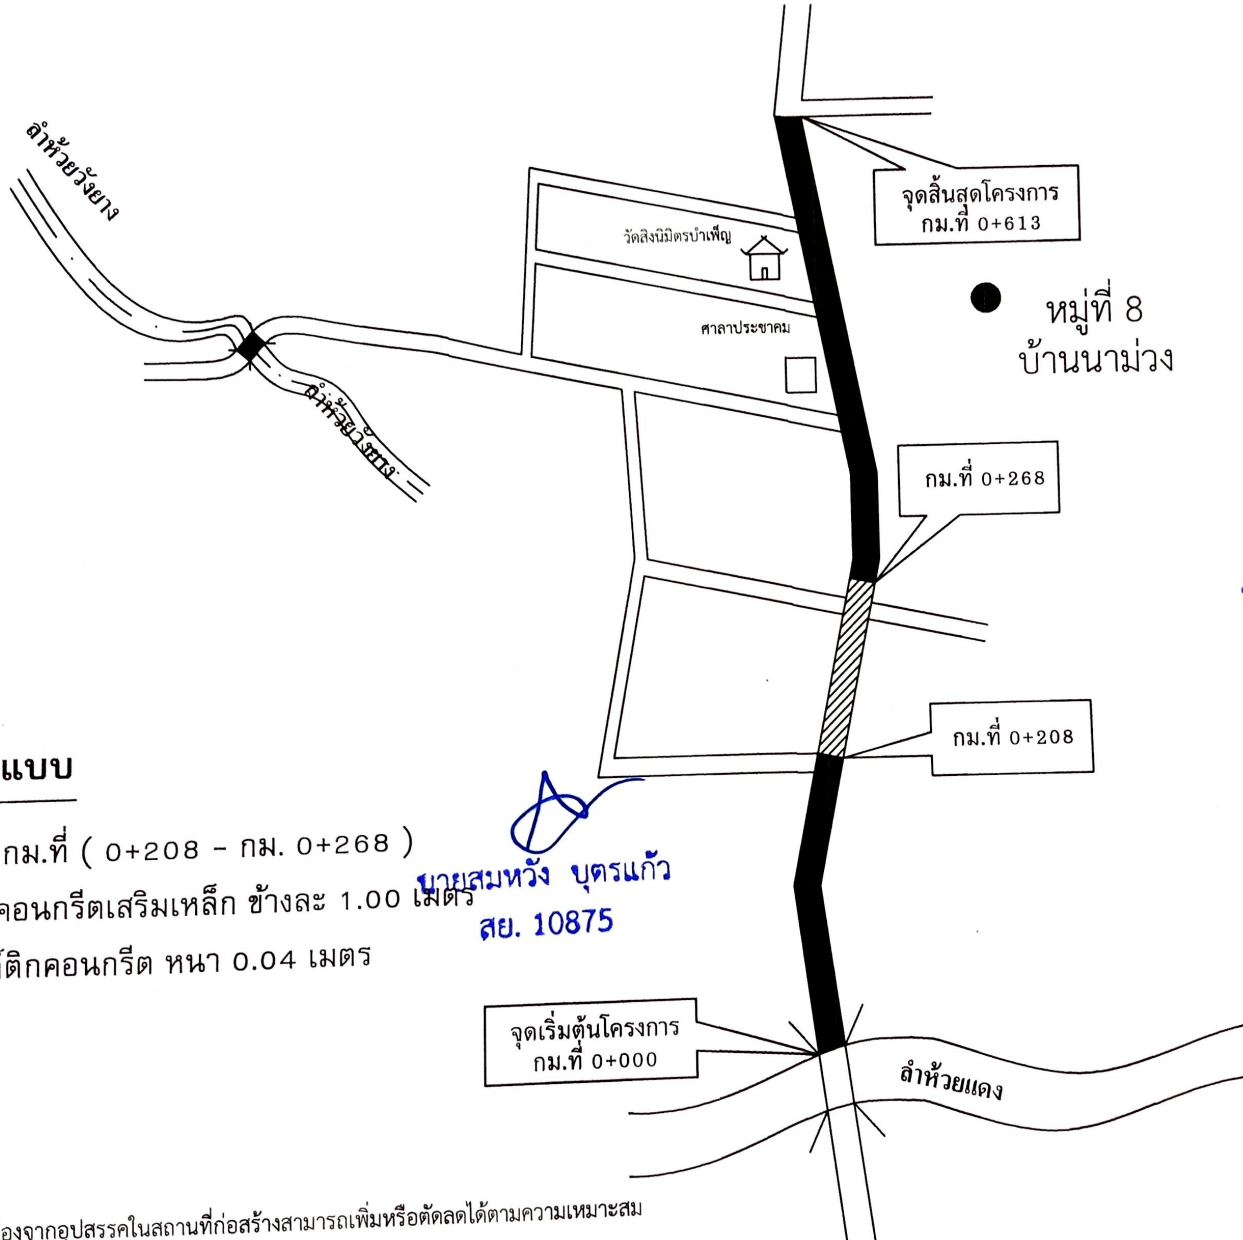 ลำห้วยวังยาง
จุดสิ้นสุดโครงการ
กม.ที่ 0+613
วัดสิงนิมิตรบำเพ็ญ
หมู่ที่ 8
บ้านนาม่วง
ศาลาประชาคม
ลำห้วยวังยาง
กม.ที่ 0+268
กม.ที่ 0+208
แบบ
กม.ที่ ( 0+208 - กม. 0+268 )
คอนกรีตเสริมเหล็ก ข้างละ 1.00 เมตร
นายสมหวัง บุตรแก้ว
สย. 10875
ติกคอนกรีต หนา 0.04 เมตร
จุดเริ่มต้นโครงการ
กม.ที่ 0+000
ลำห้วยแดง
องจากอุปสรรคในสถานที่ก่อสร้างสามารถเพิ่มหรือตัดลดได้ตามความเหมาะสม